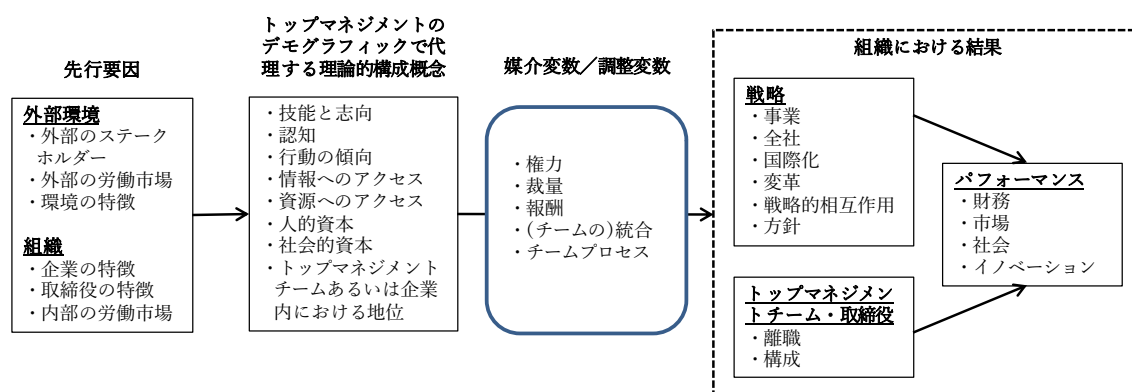 先行要因
外部環境
・外部のステーク
ホルダー
・外部の労働市場
・環境の特徴
組織
・企業の特徴
・取締役の特徴
・内部の労働市場
トップマネジメントの
デモグラフィックで代
理する理論的構成概念
・技能と志向
・認知
・行動の傾向
・情報へのアクセス
・資源へのアクセス
・人的資本
・社会的資本
・トップマネジメント
チームあるいは企業
内における地位
媒介変数／調整変数
・権力
・裁量
・報酬
・(チームの)統合
・チームプロセス
組織における結果
戦略
・事業
・全社
・国際化
・変革
・戦略的相互作用
・方針
トップマネジメン
トチーム・取締役
・離職
・構成
パフォーマンス
・財務
・市場
・社会
・イノベーション